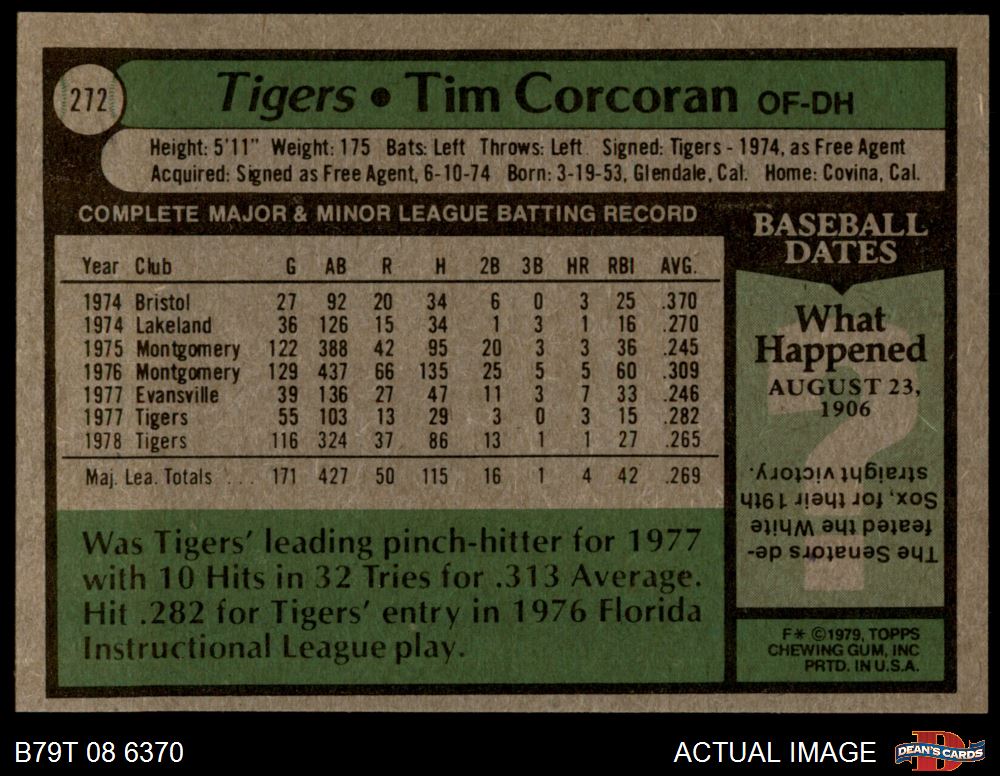 272
Tigers • Tim Corcoran OF-DH
Height: 5'11" Weight: 175 Bats: Left Throws: Left Signed: Tigers - 1974, as Free Agent
Acquired: Signed as Free Agent, 6-10-74 Born: 3-19-53, Glendale, Cal. Home: Covina, Cal.
COMPLETE MAJOR & MINOR LEAGUE BATTING RECORD
Year Club G AB R H 2B 3B HR RBI AVG.
1974 Bristol 27 92 20 34 6 0 3 25 .370
1974 Lakeland 36 126 15 34 1 3 1 16 .270
1975 Montgomery 122 388 42 95 20 3 3 36 .245
1976 Montgomery 129 437 66 135 25 5 5 60 .309
1977 Evansville 39 136 27 47 11 3 7 33 .246
1977 Tigers 55 103 13 29 3 0 3 15 .282
1978 Tigers 116 324 37 86 13 1 1 27 .265
Maj. Lea. Totals . . . 171 427 50 115 16 1 4 42 .269
Was Tigers' leading pinch-hitter for 1977
with 10 Hits in 32 Tries for .313 Average.
Hit .282 for Tigers' entry in 1976 Florida
Instructional League play.
BASEBALL
DATES
What
Happened
AUGUST 23,
1906
?
The Senators de-
feated the White
Sox, for their 19th
straight victory.
F* ©1979, TOPPS
CHEWING GUM, INC
PRTD. IN U.S.A.
B79T 08 6370
ACTUAL IMAGE
DEAN'S CARDS